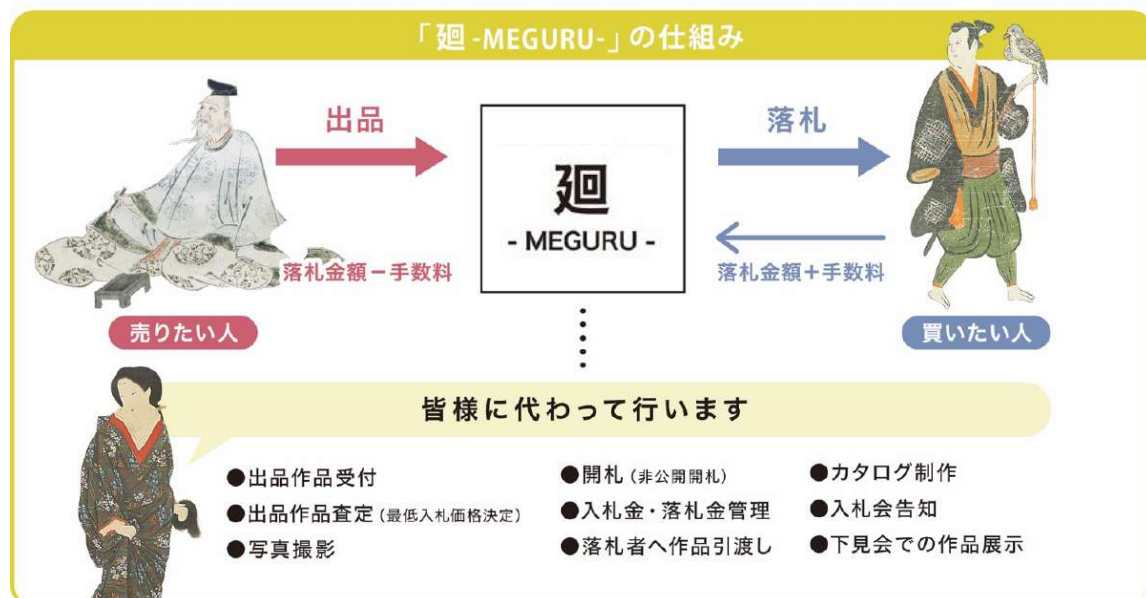 「廻-MEGURU-」の仕組み
出品
落札
廻
- MEGURU -
落札金額－手数料
落札金額＋手数料
売りたい人
買いたい人
皆様に代わって行います
●出品作品受付
●出品作品査定（最低入札価格決定）
●写真撮影
●開札（非公開開札）
●入札金・落札金管理
●落札者へ作品引渡し
●カタログ制作
●入札会告知
●下見会での作品展示